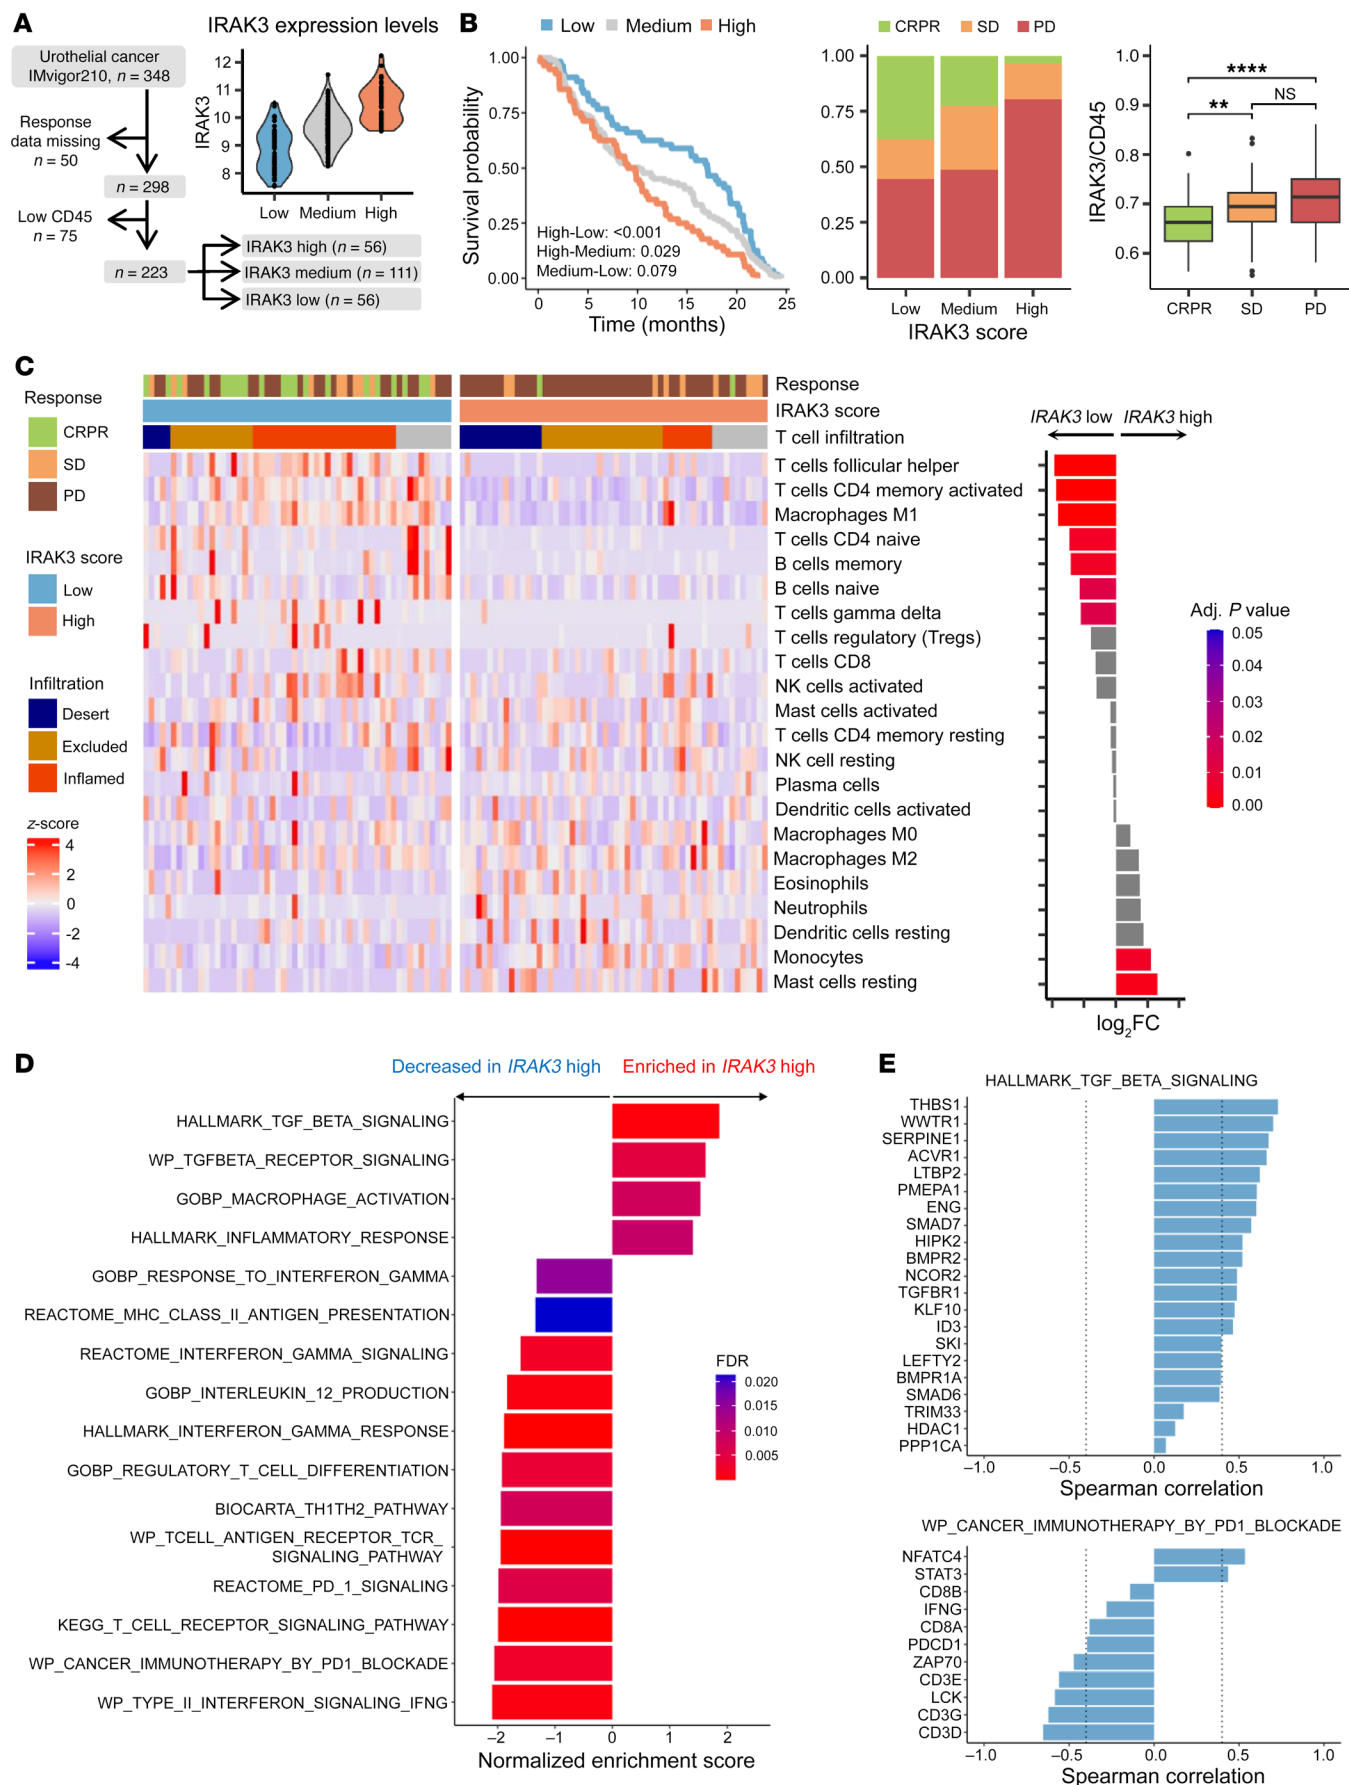 A
IRAK3 expression levels
Urothelial cancer
IMvigor210, n = 348
Response
data missing
n = 50
n = 298
Low CD45
n = 75
n = 223
IRAK3 high (n = 56)
IRAK3 medium (n = 111)
IRAK3 low (n = 56)
IRAK3
12
11
10
9
8
Low Medium High
B
Low Medium High
Survival probability
1.00
0.75
0.50
0.25
0.00
High-Low: <0.001
High-Medium: 0.029
Medium-Low: 0.079
0 5 10 15 20 25
Time (months)
CRPR SD PD
1.00
0.75
0.50
0.25
0.00
Low Medium High
IRAK3 score
IRAK3/CD45
1.0
0.9
0.8
0.7
0.6
****
** NS
CRPR SD PD
C
Response
CRPR
SD
PD
IRAK3 score
Low
High
Infiltration
Desert
Excluded
Inflamed
z-score
4
2
0
-2
-4
Response
IRAK3 score
T cell infiltration
T cells follicular helper
T cells CD4 memory activated
Macrophages M1
T cells CD4 naive
B cells memory
B cells naive
T cells gamma delta
T cells regulatory (Tregs)
T cells CD8
NK cells activated
Mast cells activated
T cells CD4 memory resting
NK cell resting
Plasma cells
Dendritic cells activated
Macrophages M0
Macrophages M2
Eosinophils
Neutrophils
Dendritic cells resting
Monocytes
Mast cells resting
IRAK3 low IRAK3 high
log2FC
Adj. P value
0.05
0.04
0.03
0.02
0.01
0.00
D
Decreased in IRAK3 high Enriched in IRAK3 high
HALLMARK_TGF_BETA_SIGNALING
WP_TGFBETA_RECEPTOR_SIGNALING
GOBP_MACROPHAGE_ACTIVATION
HALLMARK_INFLAMMATORY_RESPONSE
GOBP_RESPONSE_TO_INTERFERON_GAMMA
REACTOME_MHC_CLASS_II_ANTIGEN_PRESENTATION
REACTOME_INTERFERON_GAMMA_SIGNALING
GOBP_INTERLEUKIN_12_PRODUCTION
HALLMARK_INTERFERON_GAMMA_RESPONSE
GOBP_REGULATORY_T_CELL_DIFFERENTIATION
BIOCARTA_TH1TH2_PATHWAY
WP_TCELL_ANTIGEN_RECEPTOR_TCR_
SIGNALING_PATHWAY
REACTOME_PD_1_SIGNALING
KEGG_T_CELL_RECEPTOR_SIGNALING_PATHWAY
WP_CANCER_IMMUNOTHERAPY_BY_PD1_BLOCKADE
WP_TYPE_II_INTERFERON_SIGNALING_IFNG
−2 −1 0 1 2
Normalized enrichment score
FDR
0.020
0.015
0.010
0.005
E
HALLMARK_TGF_BETA_SIGNALING
THBS1
WWTR1
SERPINE1
ACVR1
LTBP2
PMEPA1
ENG
SMAD7
HIPK2
BMPR2
NCOR2
TGFBR1
KLF10
ID3
SKI
LEFTY2
BMPR1A
SMAD6
TRIM33
HDAC1
PPP1CA
−1.0 −0.5 0.0 0.5 1.0
Spearman correlation
WP_CANCER_IMMUNOTHERAPY_BY_PD1_BLOCKADE
NFATC4
STAT3
CD8B
IFNG
CD8A
PDCD1
ZAP70
CD3E
LCK
CD3G
CD3D
−1.0 −0.5 0.0 0.5 1.0
Spearman correlation